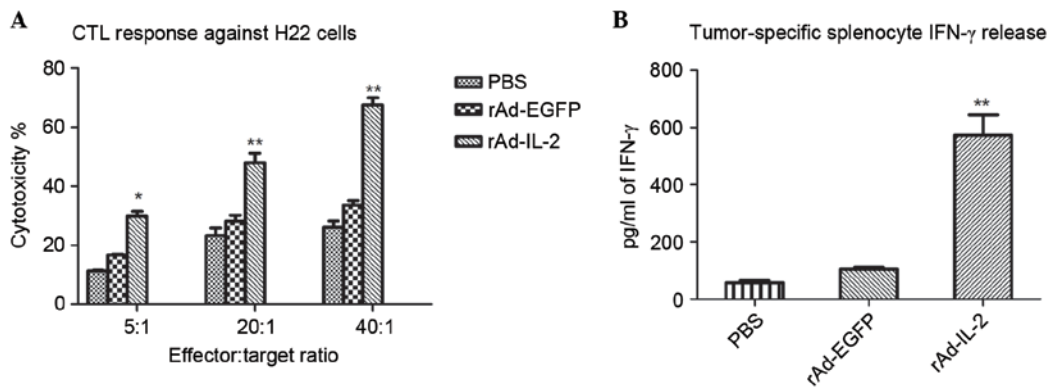 A
CTL response against H22 cells
80
60
40
20
0
Cytotoxicity %
*
**
**
5:1
20:1
40:1
Effector:target ratio
PBS
rAd-EGFP
rAd-IL-2
B
Tumor-specific splenocyte IFN-γ release
800
600
400
200
0
pg/ml of IFN-γ
**
PBS
rAd-EGFP
rAd-IL-2